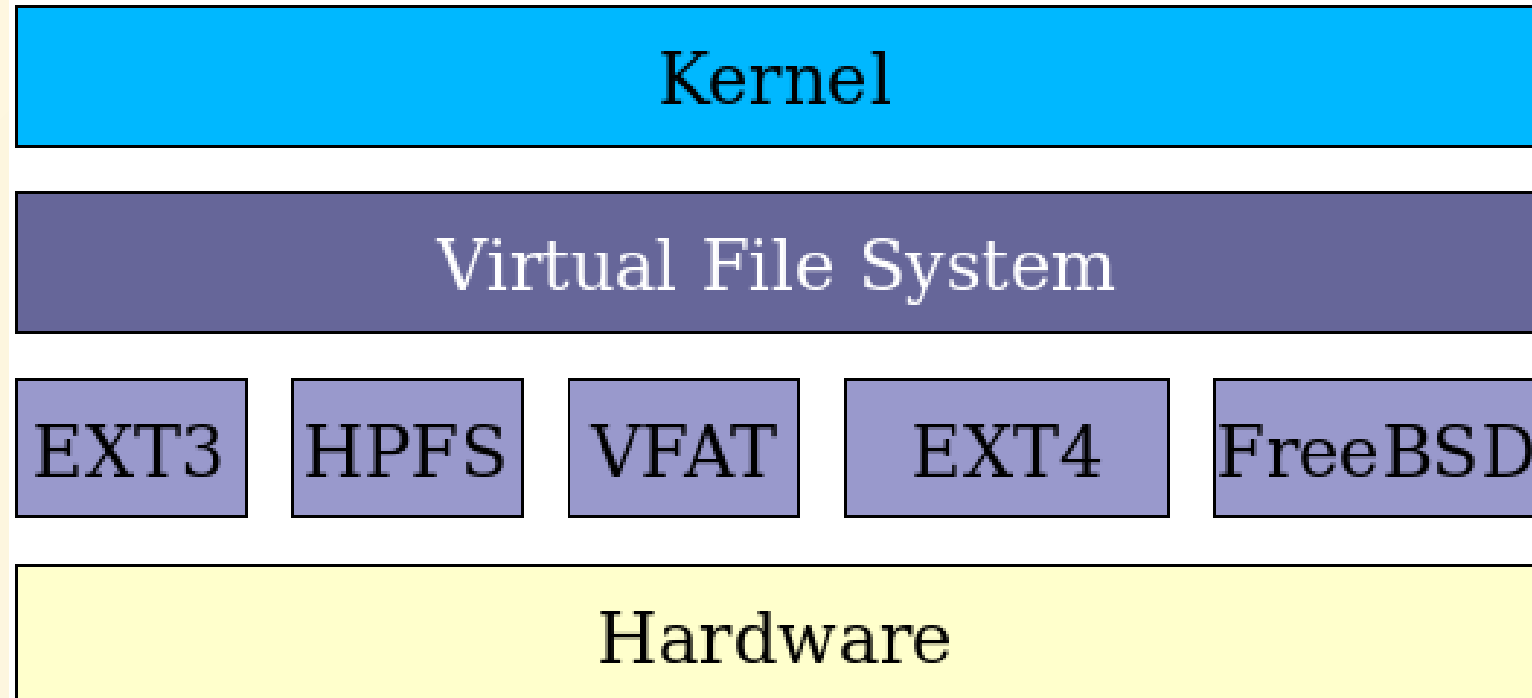 Kernel
Virtual File System
EXT3 HPFS VFAT EXT4 FreeBSD
Hardware